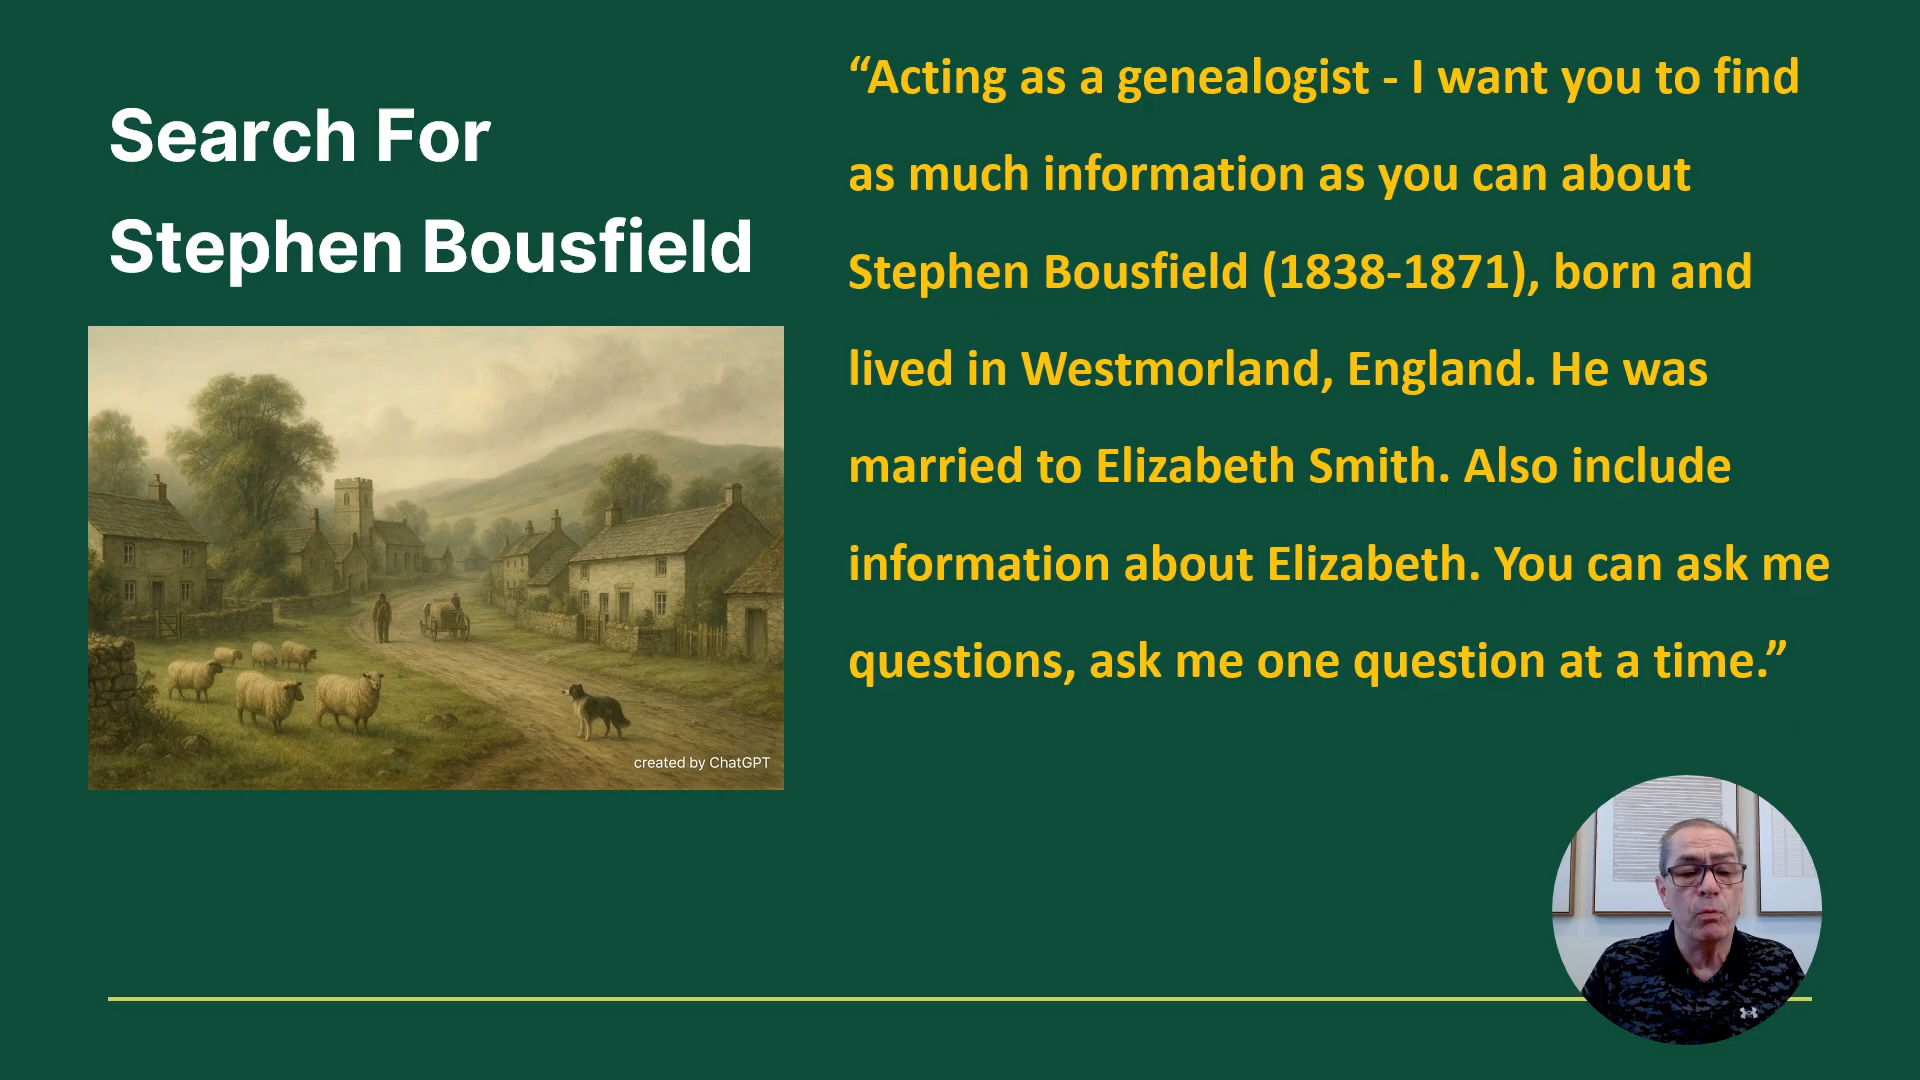 Search For
Stephen Bousfield
created by ChatGPT
“Acting as a genealogist - I want you to find
as much information as you can about
Stephen Bousfield (1838-1871), born and
lived in Westmorland, England. He was
married to Elizabeth Smith. Also include
information about Elizabeth. You can ask me
questions, ask me one question at a time.”